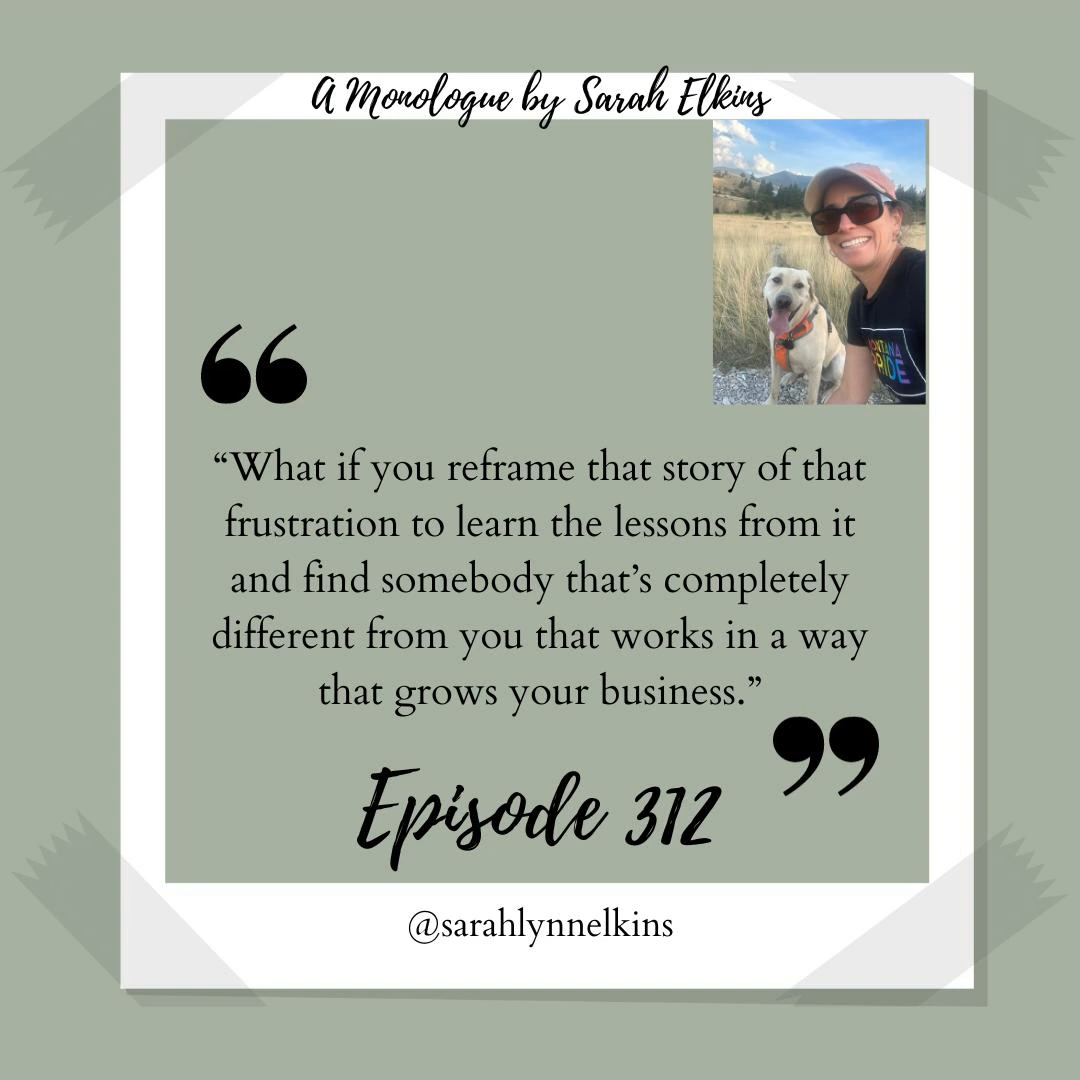 A Monologue by Sarah Elkins
“
“What if you reframe that story of that
frustration to learn the lessons from it
and find somebody that’s completely
different from you that works in a way
that grows your business.”
”
Episode 312
@sarahlynnelkins